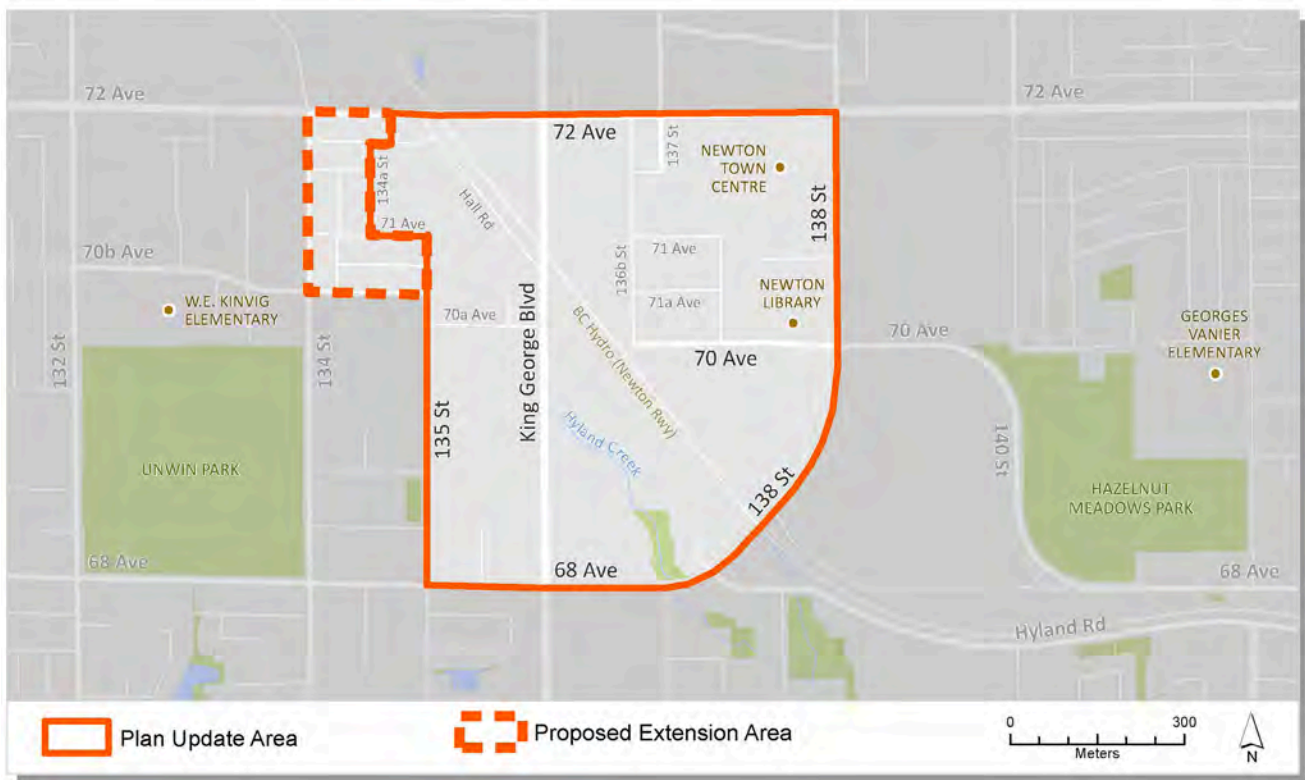 72 Ave
72 Ave
72 Ave
137 St
NEWTON
TOWN
CENTRE
134a St
Hall Rd
138 St
71 Ave
71 Ave
70b Ave
136b St
W.E. KINVIG
ELEMENTARY
NEWTON
LIBRARY
71a Ave
70a Ave
BC Hydro (Newton Rwy)
GEORGES
VANIER
ELEMENTARY
70 Ave
70 Ave
132 St
134 St
King George Blvd
135 St
Hyland Creek
140 St
UNWIN PARK
138 St
HAZELNUT
MEADOWS PARK
68 Ave
68 Ave
68 Ave
Hyland Rd
Plan Update Area
Proposed Extension Area
0 300
Meters
N